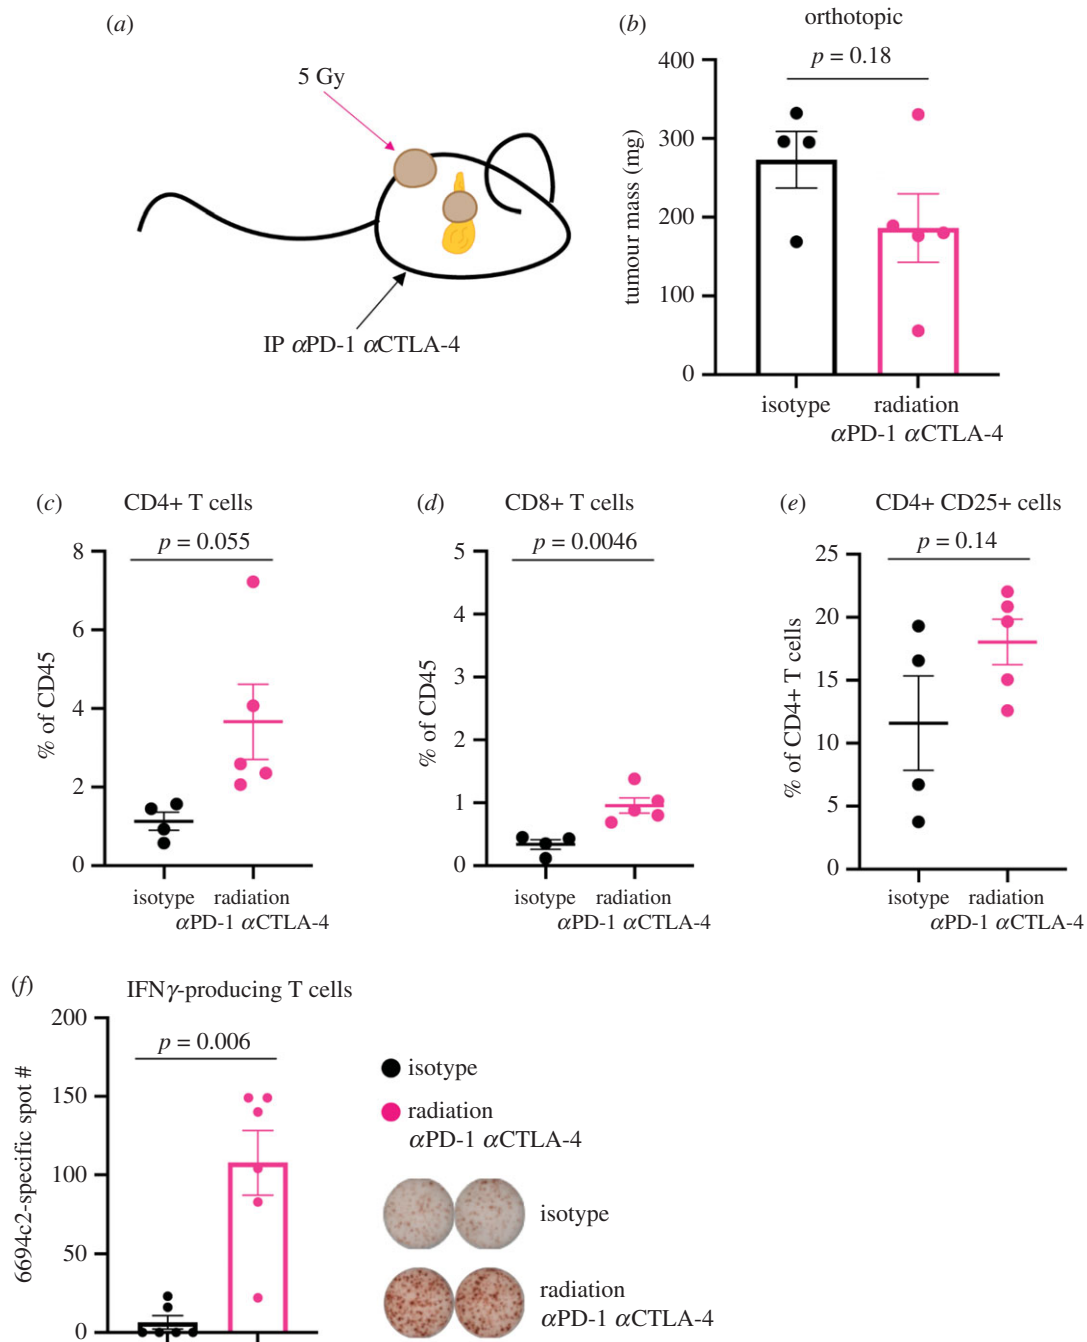 (a)
5 Gy
IP αPD-1 αCTLA-4
(b)
orthotopic
p = 0.18
400
300
200
100
0
tumour mass (mg)
isotype
radiation
αPD-1 αCTLA-4
(c)
CD4+ T cells
p = 0.055
8
6
4
2
0
% of CD45
isotype
radiation
αPD-1 αCTLA-4
(d)
CD8+ T cells
p = 0.0046
5
4
3
2
1
0
% of CD45
isotype
radiation
αPD-1 αCTLA-4
(e)
CD4+ CD25+ cells
p = 0.14
25
20
15
10
5
0
% of CD4+ T cells
isotype
radiation
αPD-1 αCTLA-4
(f)
IFNγ-producing T cells
p = 0.006
200
150
100
50
0
6694c2-specific spot #
isotype
radiation
αPD-1 αCTLA-4
isotype
radiation
αPD-1 αCTLA-4